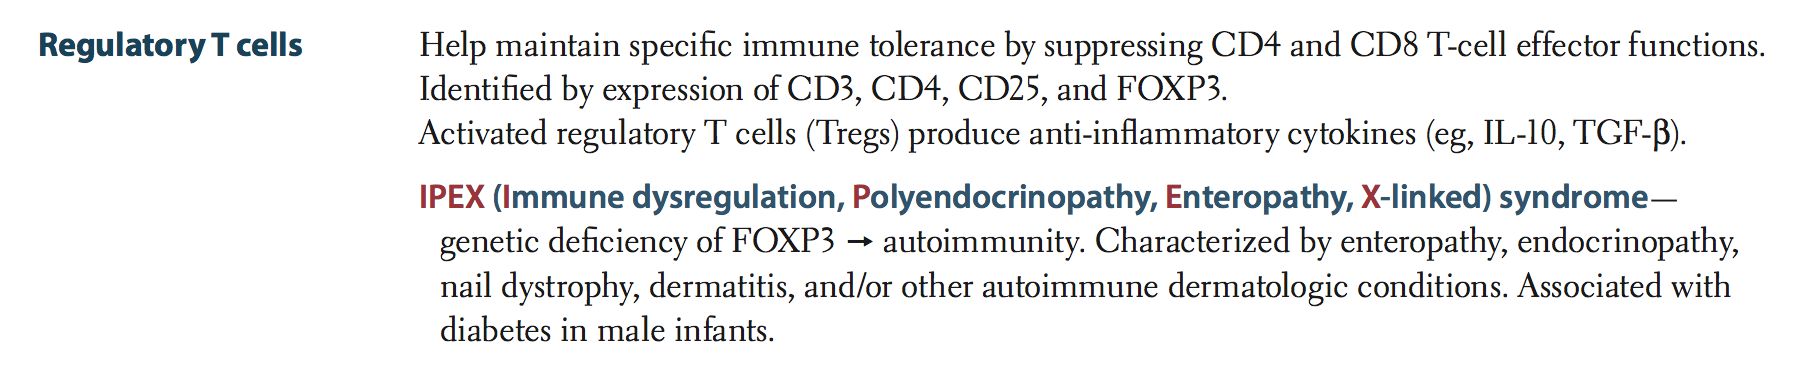 Regulatory T cells
Help maintain specific immune tolerance by suppressing CD4 and CD8 T-cell effector functions.
Identified by expression of CD3, CD4, CD25, and FOXP3.
Activated regulatory T cells (Tregs) produce anti-inflammatory cytokines (eg, IL-10, TGF-β).
IPEX (Immune dysregulation, Polyendocrinopathy, Enteropathy, X-linked) syndrome—
genetic deficiency of FOXP3 → autoimmunity. Characterized by enteropathy, endocrinopathy,
nail dystrophy, dermatitis, and/or other autoimmune dermatologic conditions. Associated with
diabetes in male infants.